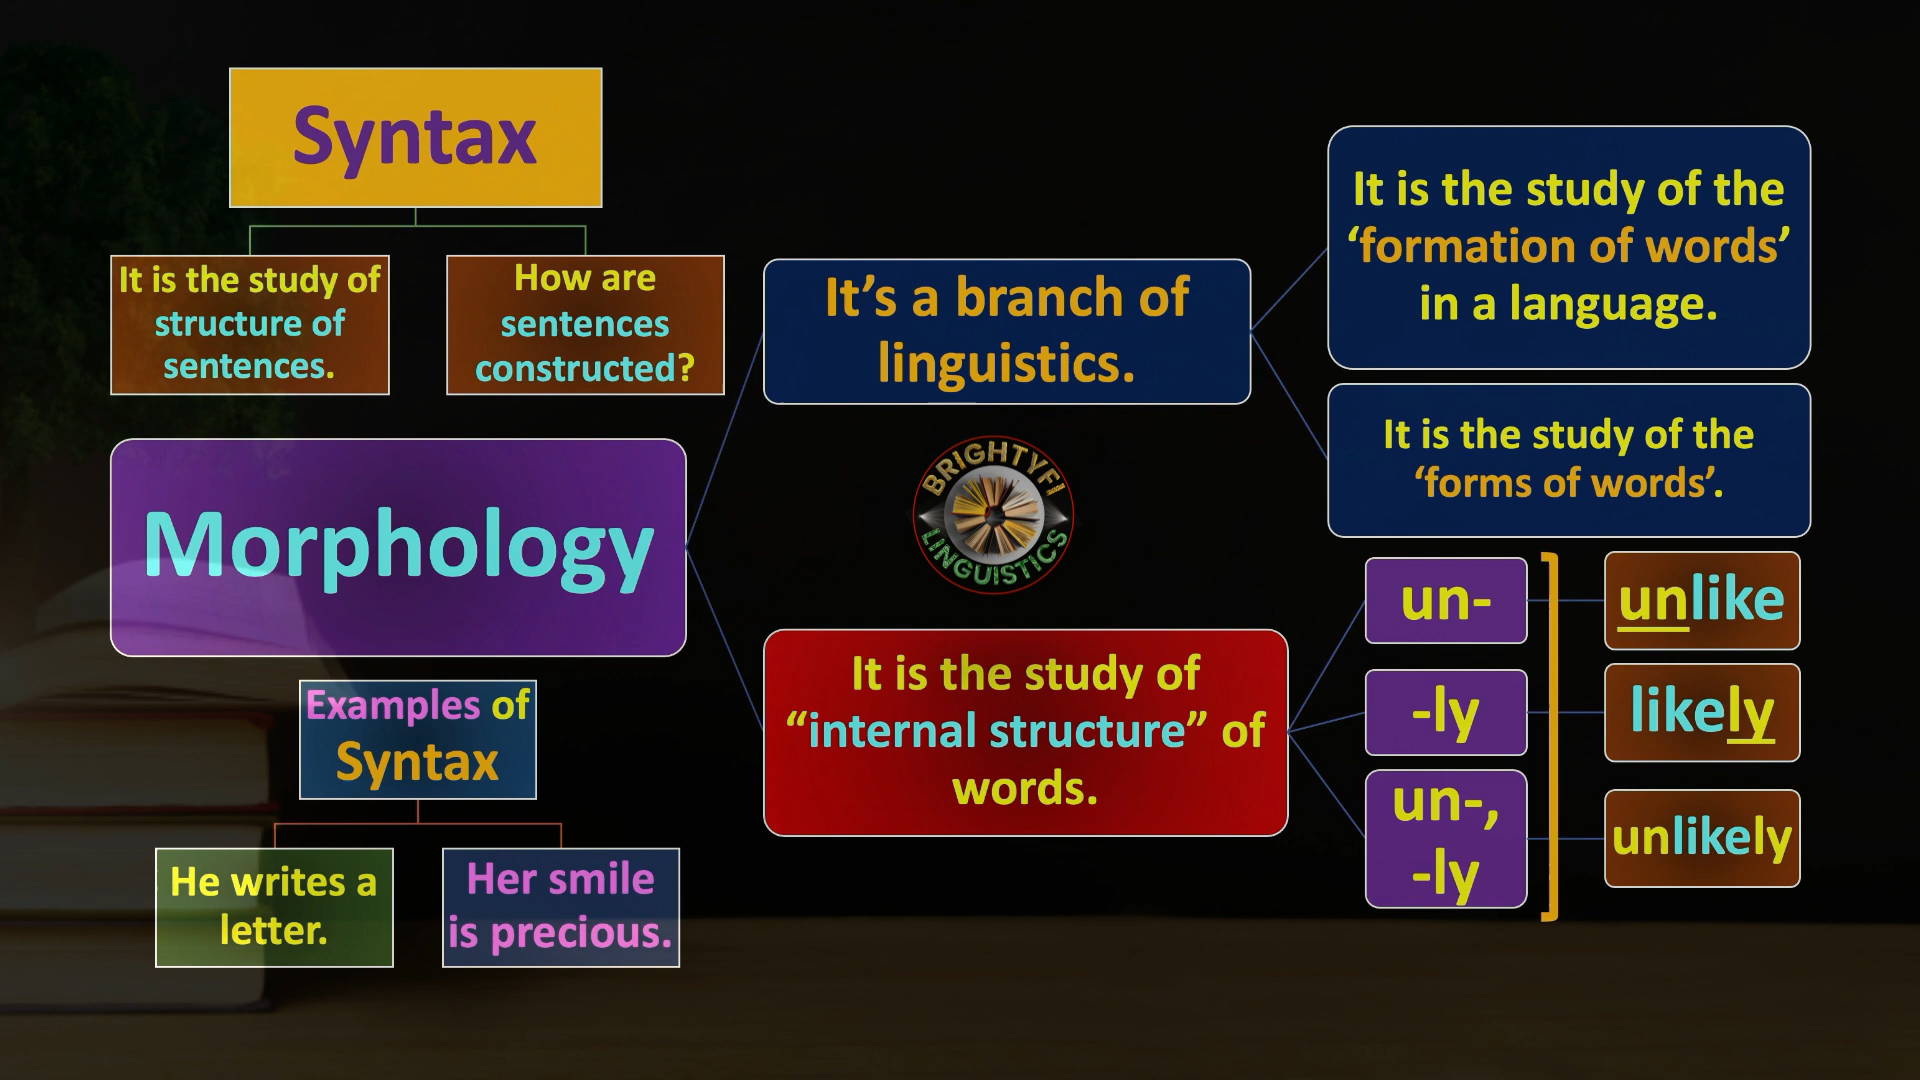 Syntax
It is the study of
structure of
sentences.
How are
sentences
constructed?
Morphology
It’s a branch of
linguistics.
It is the study of the
‘formation of words’
in a language.
It is the study of the
‘forms of words’.
BRIGHTYFI
LINGUISTICS
It is the study of
“internal structure” of
words.
un-
unlike
-ly
likely
un-,
-ly
unlikely
Examples of
Syntax
He writes a
letter.
Her smile
is precious.